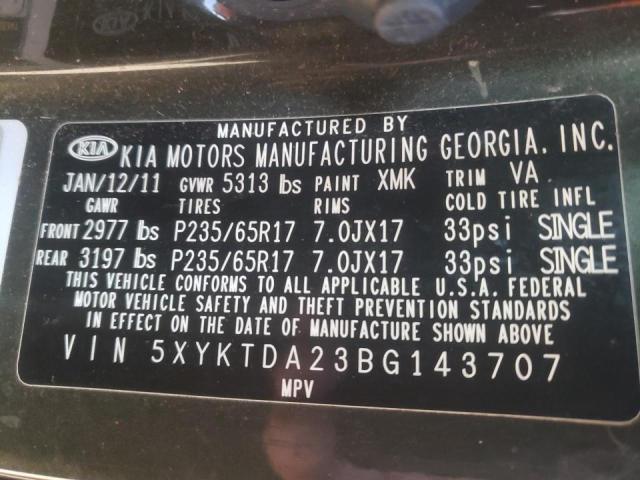 MANUFACTURED BY
KIA KIA MOTORS MANUFACTURING GEORGIA, INC.
JAN/12/11 GVWR 5313 lbs PAINT XMK TRIM VA
GAWR TIRES RIMS COLD TIRE INFL
FRONT 2977 lbs P235/65R17 7.0JX17 33psi SINGLE
REAR 3197 lbs P235/65R17 7.0JX17 33psi SINGLE
THIS VEHICLE CONFORMS TO ALL APPLICABLE U.S.A. FEDERAL
MOTOR VEHICLE SAFETY AND THEFT PREVENTION STANDARDS
IN EFFECT ON THE DATE OF MANUFACTURE SHOWN ABOVE
VIN 5XYKTDA23BG143707
MPV